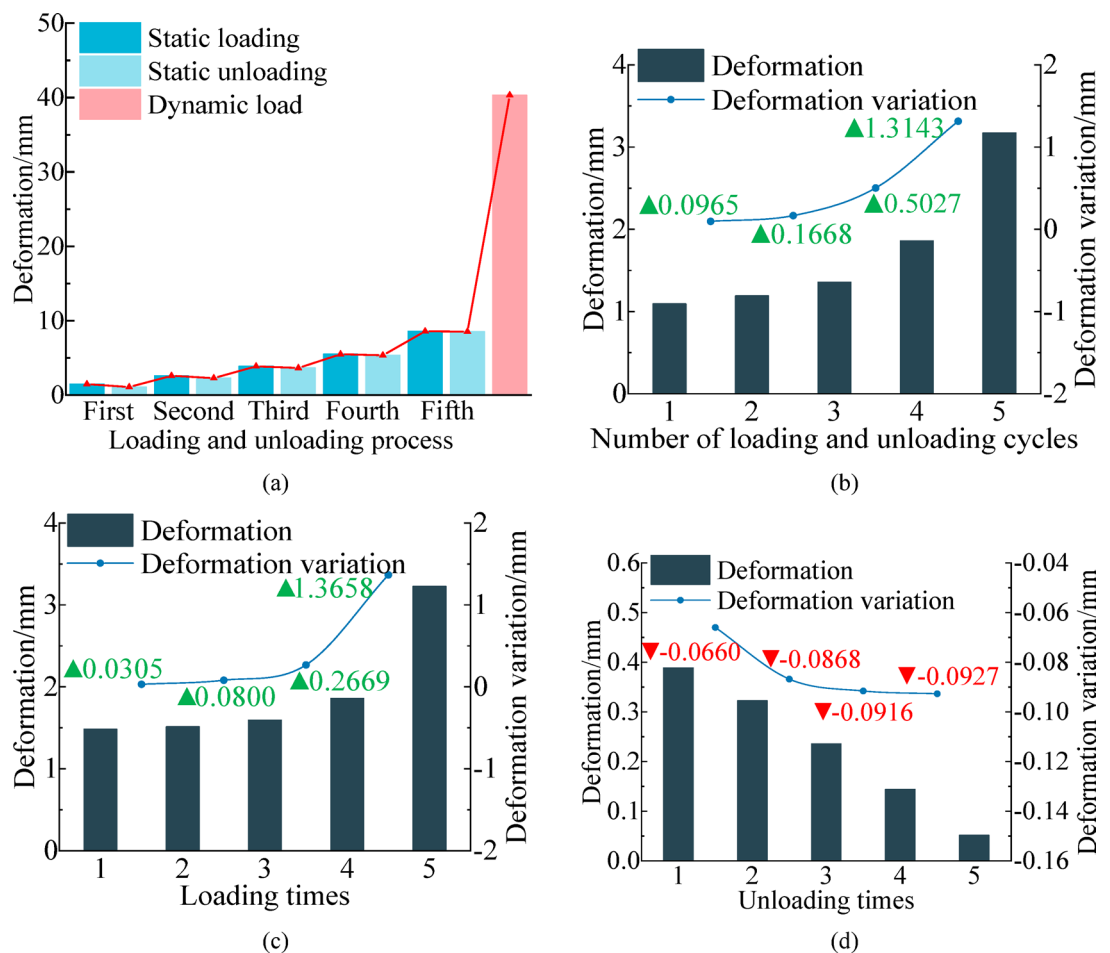 50
40
30
20
10
0
Deformation/mm
Static loading
Static unloading
Dynamic load
First Second Third Fourth Fifth
Loading and unloading process
(a)
4
3
2
1
0
Deformation/mm
Deformation
Deformation variation
▲0.0965
▲0.1668
▲0.5027
▲1.3143
2
1
0
-1
-2
Deformation variation/mm
1 2 3 4 5
Number of loading and unloading cycles
(b)
4
3
2
1
0
Deformation/mm
Deformation
Deformation variation
▲0.0305
▲0.0800
▲0.2669
▲1.3658
2
1
0
-1
-2
Deformation variation/mm
1 2 3 4 5
Loading times
(c)
0.6
0.5
0.4
0.3
0.2
0.1
0.0
Deformation/mm
Deformation
Deformation variation
▼-0.0660
▼-0.0868
▼-0.0916
▼-0.0927
-0.04
-0.06
-0.08
-0.10
-0.12
-0.14
-0.16
Deformation variation/mm
1 2 3 4 5
Unloading times
(d)